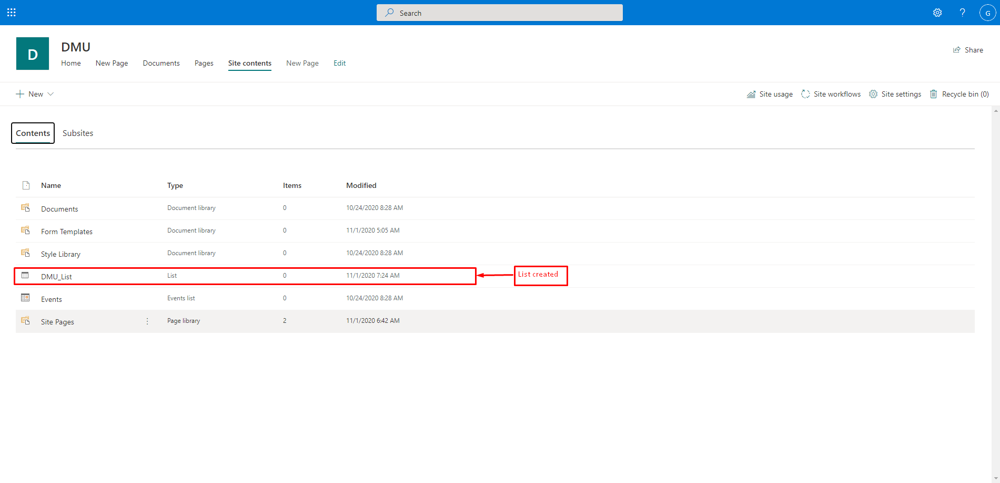 Search
G
D
DMU
Home New Page Documents Pages Site contents New Page Edit
Share
New
Site usage Site workflows Site settings Recycle bin (0)
Contents Subsites
Name Type Items Modified
Documents Document library 0 10/24/2020 8:28 AM
Form Templates Document library 0 11/1/2020 5:05 AM
Style Library Document library 0 10/24/2020 8:28 AM
DMU_List List 0 11/1/2020 7:24 AM
List created
Events Events list 0 10/24/2020 8:28 AM
Site Pages Page library 2 11/1/2020 6:42 AM